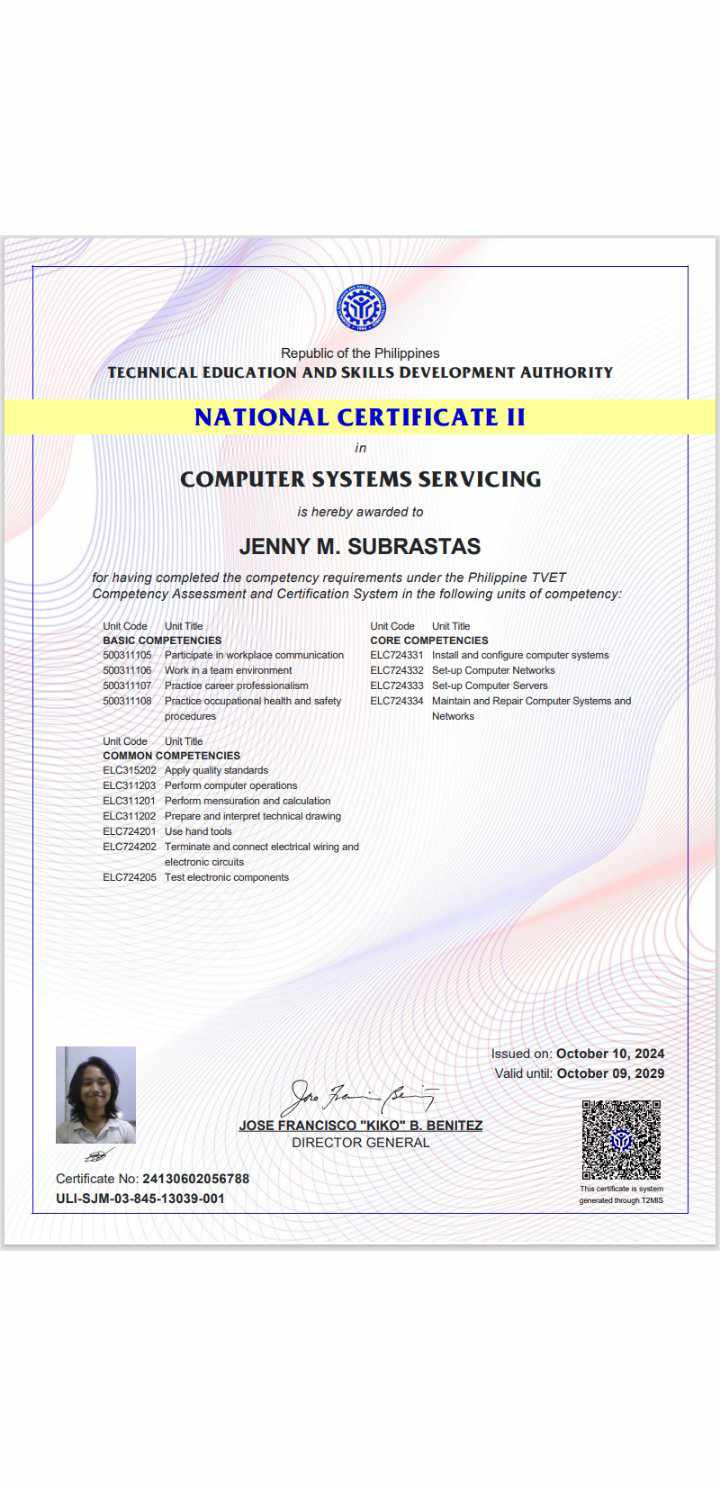 Republic of the Philippines
TECHNICAL EDUCATION AND SKILLS DEVELOPMENT AUTHORITY
NATIONAL CERTIFICATE II
in
COMPUTER SYSTEMS SERVICING
is hereby awarded to
JENNY M. SUBRASTAS
for having completed the competency requirements under the Philippine TVET
Competency Assessment and Certification System in the following units of competency:
Unit Code Unit Title
BASIC COMPETENCIES
500311105 Participate in workplace communication
500311106 Work in a team environment
500311107 Practice career professionalism
500311108 Practice occupational health and safety
procedures
Unit Code Unit Title
COMMON COMPETENCIES
ELC315202 Apply quality standards
ELC311203 Perform computer operations
ELC311201 Perform mensuration and calculation
ELC311202 Prepare and interpret technical drawing
ELC724201 Use hand tools
ELC724202 Terminate and connect electrical wiring and
electronic circuits
ELC724205 Test electronic components
Unit Code Unit Title
CORE COMPETENCIES
ELC724331 Install and configure computer systems
ELC724332 Set-up Computer Networks
ELC724333 Set-up Computer Servers
ELC724334 Maintain and Repair Computer Systems and
Networks
Issued on: October 10, 2024
Valid until: October 09, 2029
JOSE FRANCISCO "KIKO" B. BENITEZ
DIRECTOR GENERAL
Certificate No: 24130602056788
ULI-SJM-03-845-13039-001
This certificate is system
generated through T2MIS